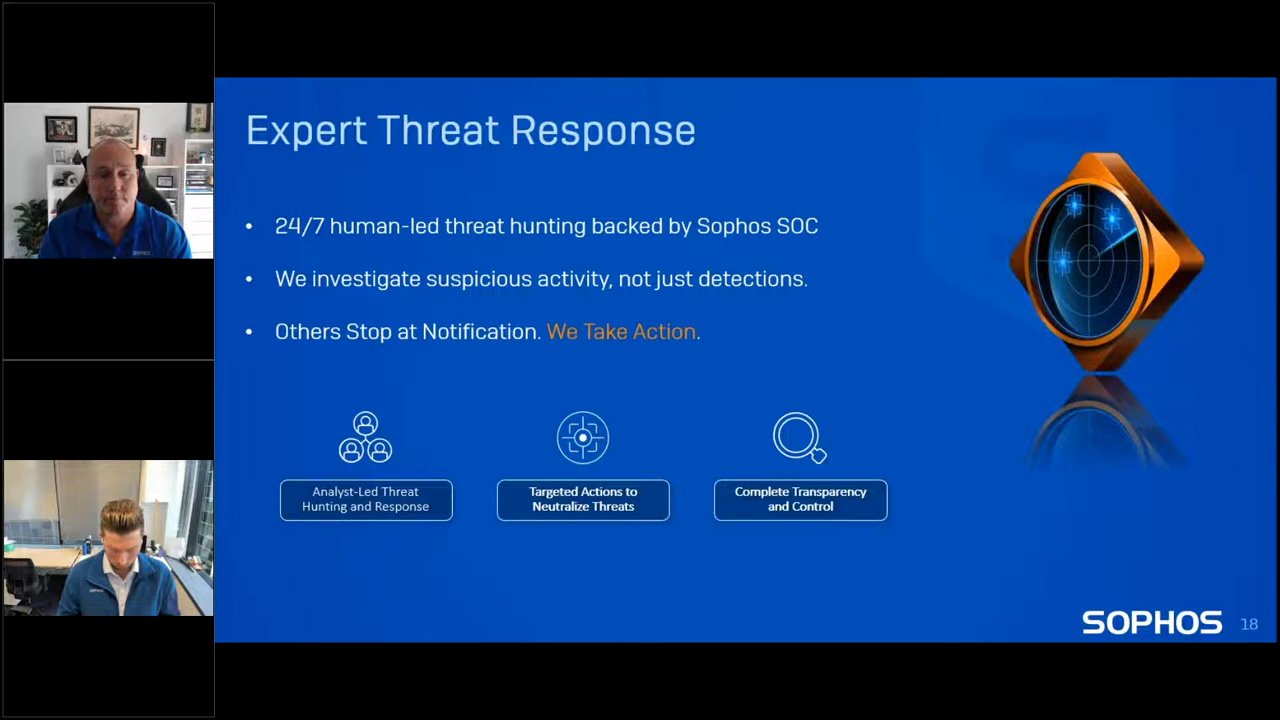 Expert Threat Response
• 24/7 human-led threat hunting backed by Sophos SOC
• We investigate suspicious activity, not just detections.
• Others Stop at Notification. We Take Action.
Analyst-Led Threat
Hunting and Response
Targeted Actions to
Neutralize Threats
Complete Transparency
and Control
SOPHOS 18
SOPHOS